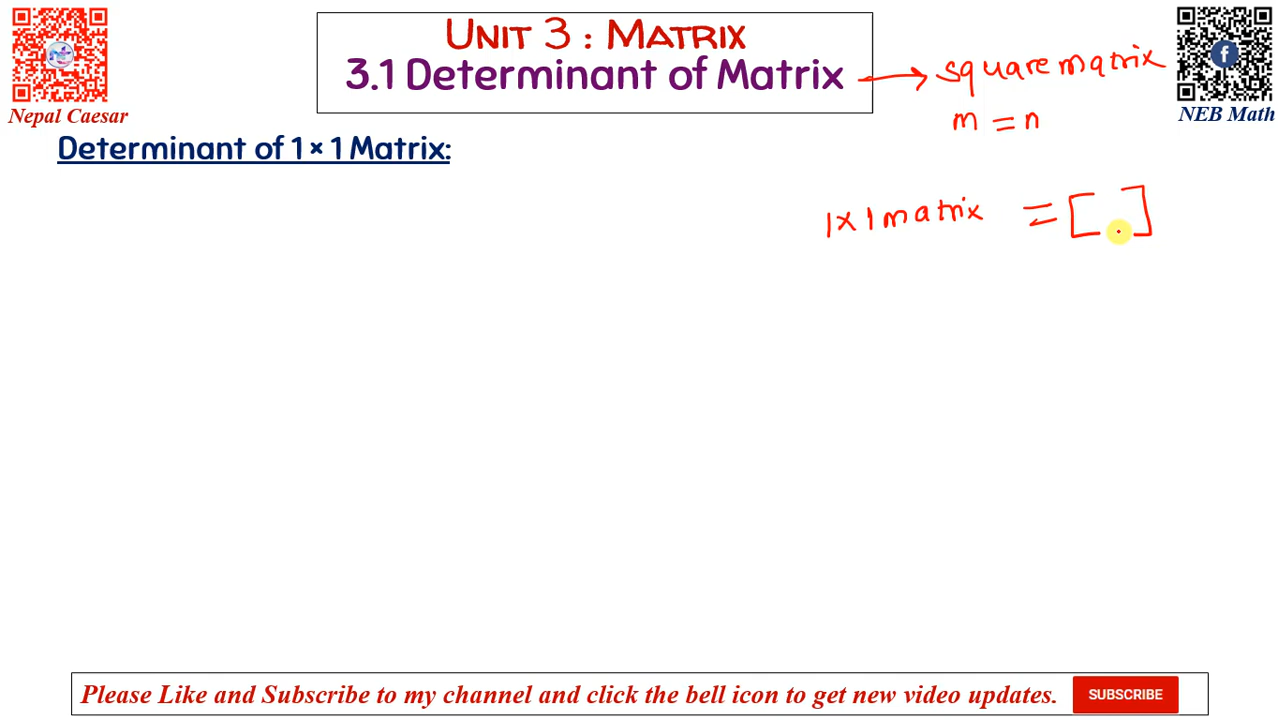 UNIT 3 : MATRIX
3.1 Determinant of Matrix → square matrix
m = n
Nepal Caesar
NEB Math
Determinant of 1 × 1 Matrix:
1 x 1 matrix = [ ]
Please Like and Subscribe to my channel and click the bell icon to get new video updates.
SUBSCRIBE